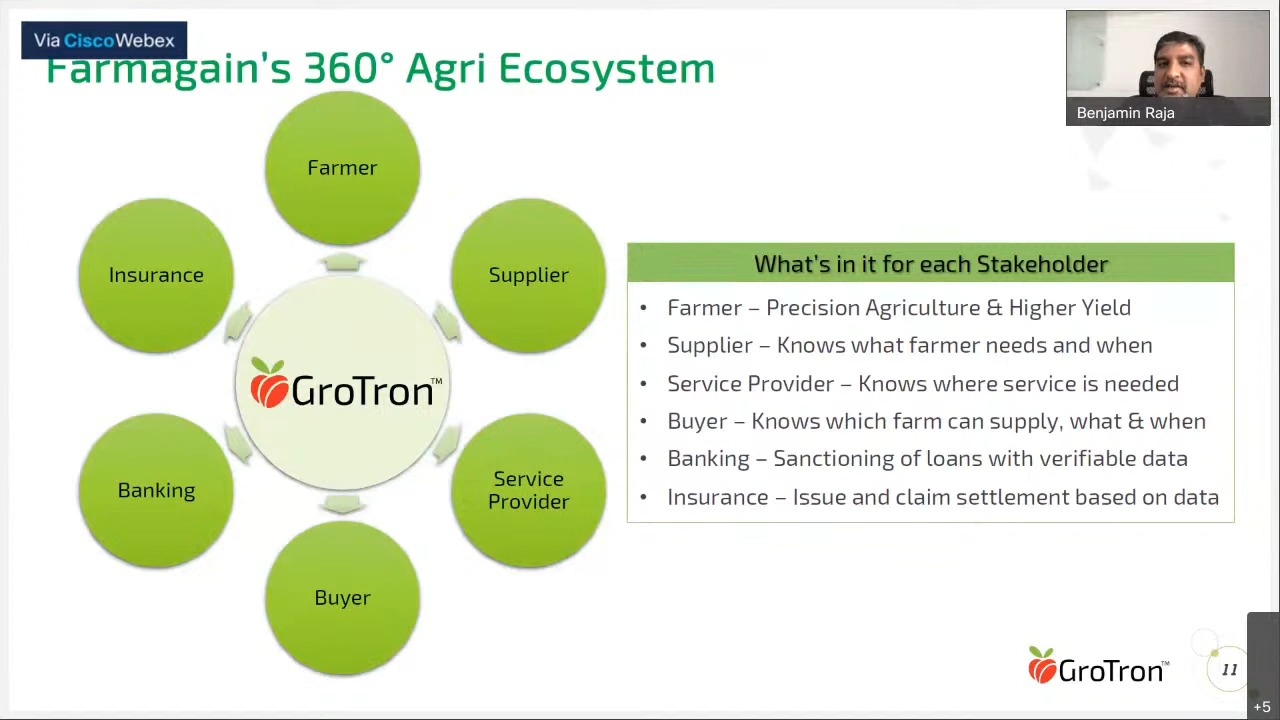 Via CiscoWebex
Farmagain's 360° Agri Ecosystem
Benjamin Raja
Farmer
Insurance
Supplier
GroTron™
Banking
Service
Provider
Buyer
What's in it for each Stakeholder
• Farmer – Precision Agriculture & Higher Yield
• Supplier – Knows what farmer needs and when
• Service Provider – Knows where service is needed
• Buyer – Knows which farm can supply, what & when
• Banking – Sanctioning of loans with verifiable data
• Insurance – Issue and claim settlement based on data
GroTron™
11
+5